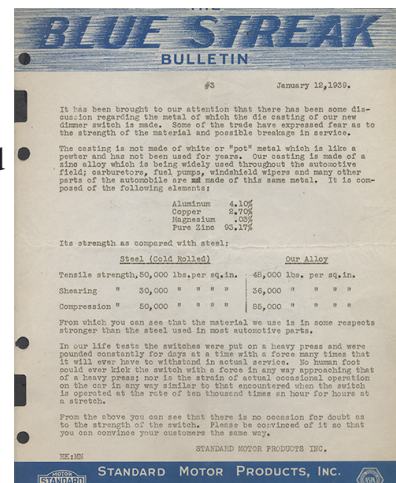 THE
BLUE STREAK
BULLETIN
#3 January 12,1939.
It has been brought to our attention that there has been some dis-
cussion regarding the metal of which the die casting of our new
dimmer switch is made. Some of the trade have expressed fear as to
the strength of the material and possible breakage in service.
The casting is not made of white or "pot" metal which is like a
pewter and has not been used for years. Our casting is made of a
zinc alloy which is being widely used throughout the automotive
field; carburetors, fuel pumps, windshield wipers and many other
parts of the automobile are made of this same metal. It is com-
posed of the following elements:
Aluminum 4.10%
Copper 2.70%
Magnesium .03%
Pure Zinc 93.17%
Its strength as compared with steel:
Steel (Cold Rolled) Our Alloy
Tensile strength,50,000 lbs.per sq.in. 48,000 lbs. per sq.in.
Shearing " 30,000 " " " " 36,000 " " " "
Compression " 50,000 " " " " 85,000 " " " "
From which you can see that the material we use is in some respects
stronger than the steel used in most automotive parts.
In our life tests the switches were put on a heavy press and were
pounded constantly for days at a time with a force many times that
it will ever have to withstand in actual service. No human foot
could ever kick the switch with a force in any way approaching that
of a heavy press; nor is the strain of actual occasional operation
on the car in any way similar to that encountered when the switch
is operated at the rate of ten thousand times an hour for hours at
a stretch.
From the above you can see that there is no occasion for doubt as
to the strength of the switch. Please be convinced of it so that
you can convince your customers the same way.
STANDARD MOTOR PRODUCTS INC.
MOTOR
STANDARD
STANDARD MOTOR PRODUCTS, INC.